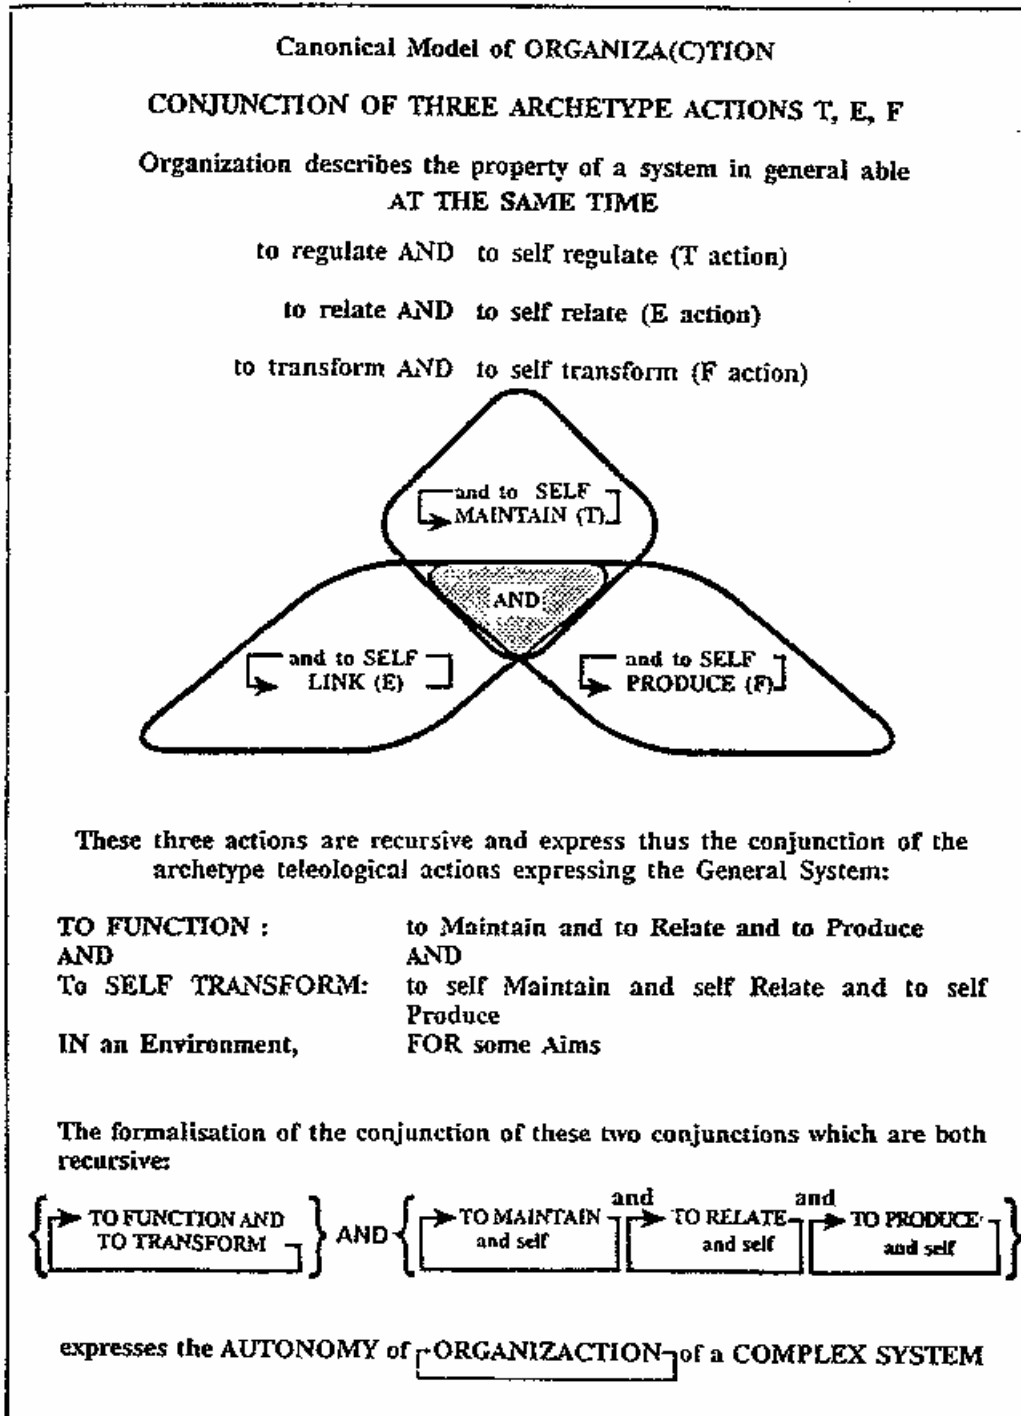 Canonical Model of ORGANIZA(C)TION
CONJUNCTION OF THREE ARCHETYPE ACTIONS T, E, F
Organization describes the property of a system in general able
AT THE SAME TIME
to regulate AND to self regulate (T action)
to relate AND to self relate (E action)
to transform AND to self transform (F action)
and to SELF
MAINTAIN (T)
AND
and to SELF
LINK (E)
and to SELF
PRODUCE (F)
These three actions are recursive and express thus the conjunction of the
archetype teleological actions expressing the General System:
TO FUNCTION : to Maintain and to Relate and to Produce
AND AND
To SELF TRANSFORM: to self Maintain and self Relate and to self
Produce
IN an Environment, FOR some Aims
The formalisation of the conjunction of these two conjunctions which are both
recursive:
and and
{ TO FUNCTION AND } AND { TO MAINTAIN TO RELATE TO PRODUCE }
TO TRANSFORM and self and self and self
expresses the AUTONOMY of ORGANIZACTION of a COMPLEX SYSTEM